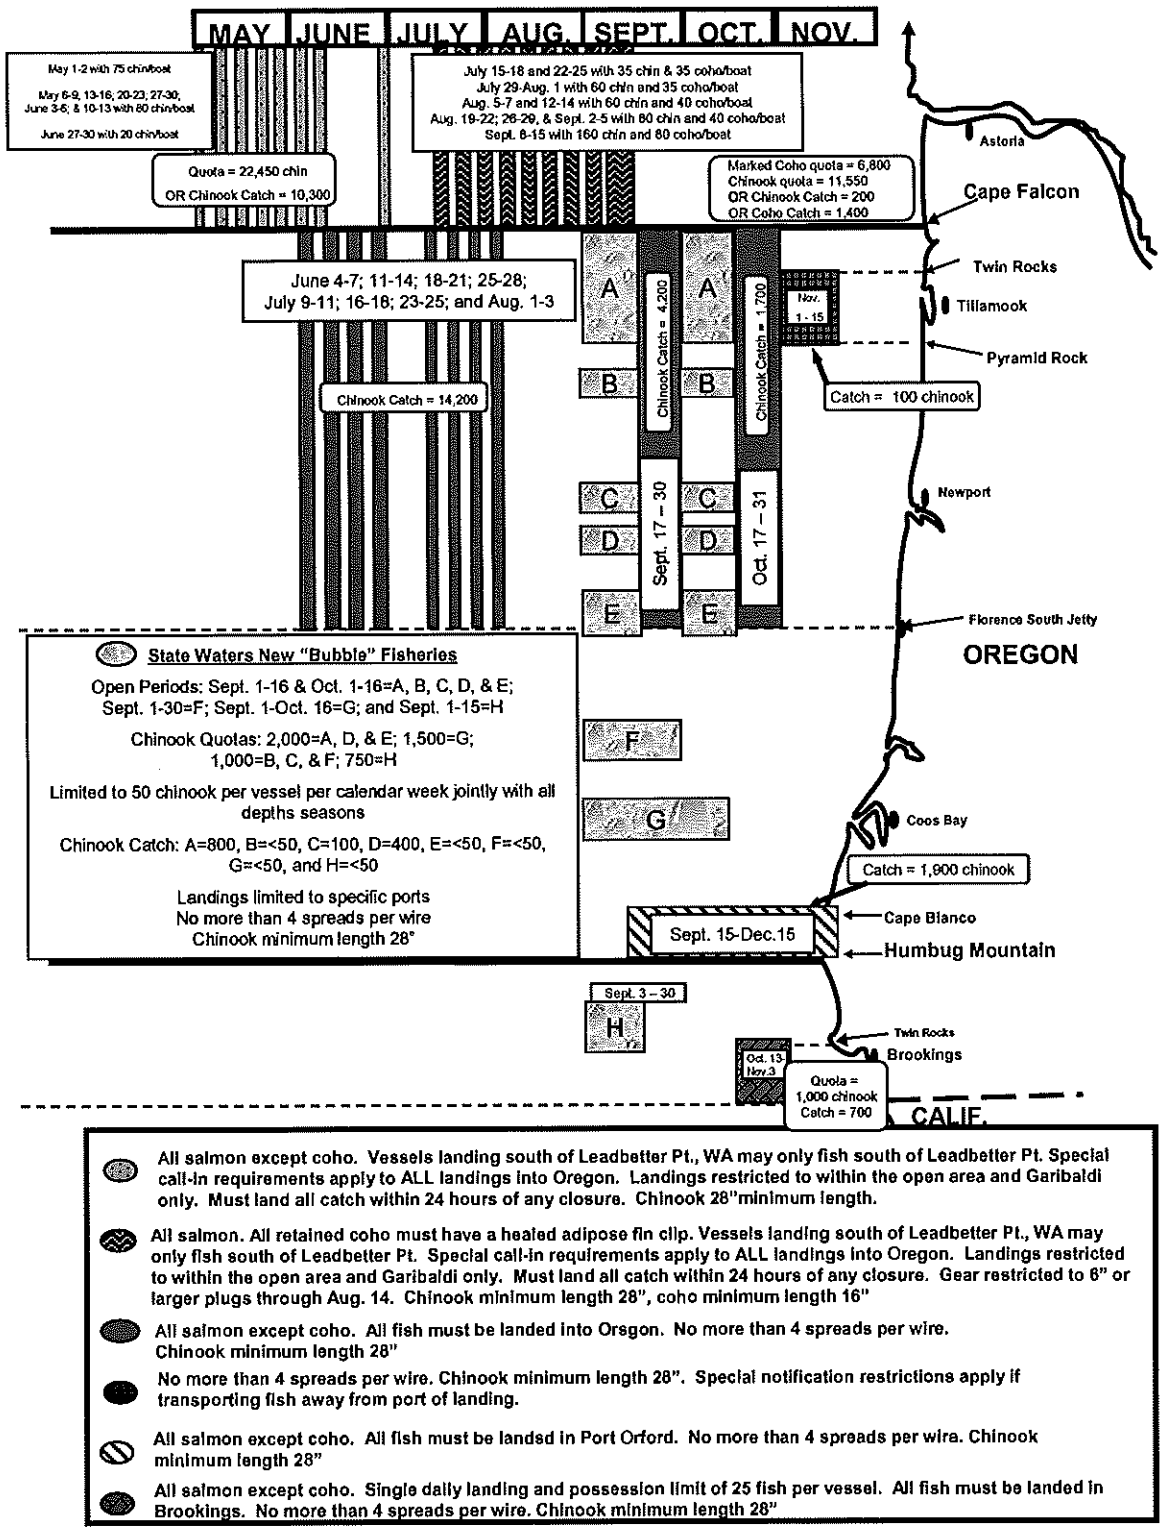 MAY JUNE JULY AUG. SEPT. OCT. NOV.
May 1-2 with 75 chin/boat
May 6-9, 13-16; 20-23; 27-30;
June 3-6; & 10-13 with 80 chin/boat
June 27-30 with 20 chin/boat
July 15-18 and 22-25 with 35 chin & 35 coho/boat
July 29-Aug. 1 with 60 chin and 35 coho/boat
Aug. 5-7 and 12-14 with 60 chin and 40 coho/boat
Aug. 19-22; 26-29, & Sept. 2-5 with 60 chin and 40 coho/boat
Sept. 8-15 with 160 chin and 80 coho/boat
Quota = 22,450 chin
OR Chinook Catch = 10,300
Marked Coho quota = 6,800
Chinook quota = 11,550
OR Chinook Catch = 200
OR Coho Catch = 1,400
Astoria
Cape Falcon
Twin Rocks
Tillamook
Pyramid Rock
June 4-7; 11-14; 18-21; 25-28;
July 9-11; 16-18; 23-25; and Aug. 1-3
Chinook Catch = 14,200
A
Chinook Catch = 4,200
A
Chinook Catch = 1,700
Nov.
1 - 15
Catch = 100 chinook
B
B
C
C
D
D
E
E
Sept. 17 – 30
Oct. 17 – 31
Newport
Florence South Jetty
OREGON
State Waters New "Bubble" Fisheries
Open Periods: Sept. 1-16 & Oct. 1-16=A, B, C, D, & E;
Sept. 1-30=F; Sept. 1-Oct. 16=G; and Sept. 1-15=H
Chinook Quotas: 2,000=A, D, & E; 1,500=G;
1,000=B, C, & F; 750=H
Limited to 50 chinook per vessel per calendar week jointly with all
depths seasons
Chinook Catch: A=800, B=<50, C=100, D=400, E=<50, F=<50,
G=<50, and H=<50
Landings limited to specific ports
No more than 4 spreads per wire
Chinook minimum length 28"
F
G
Coos Bay
Catch = 1,900 chinook
Sept. 15-Dec.15
Cape Blanco
Humbug Mountain
Sept. 3 – 30
H
Twin Rocks
Brookings
Oct. 13-
Nov.3
Quota =
1,000 chinook
Catch = 700
CALIF.
All salmon except coho. Vessels landing south of Leadbetter Pt., WA may only fish south of Leadbetter Pt. Special
call-in requirements apply to ALL landings into Oregon. Landings restricted to within the open area and Garibaldi
only. Must land all catch within 24 hours of any closure. Chinook 28"minimum length.
All salmon. All retained coho must have a healed adipose fin clip. Vessels landing south of Leadbetter Pt., WA may
only fish south of Leadbetter Pt. Special call-in requirements apply to ALL landings into Oregon. Landings restricted
to within the open area and Garibaldi only. Must land all catch within 24 hours of any closure. Gear restricted to 6" or
larger plugs through Aug. 14. Chinook minimum length 28", coho minimum length 16"
All salmon except coho. All fish must be landed into Orsgon. No more than 4 spreads per wire.
Chinook minimum length 28"
No more than 4 spreads per wire. Chinook minimum length 28". Special notification restrictions apply if
transporting fish away from port of landing.
All salmon except coho. All fish must be landsd in Port Orford. No more than 4 spreads per wire. Chinook
minimum length 28"
All salmon except coho. Single daily landing and possession limit of 25 fish per vessel. All fish must be landed in
Brookings. No more than 4 spreads per wire. Chinook minimum length 28"